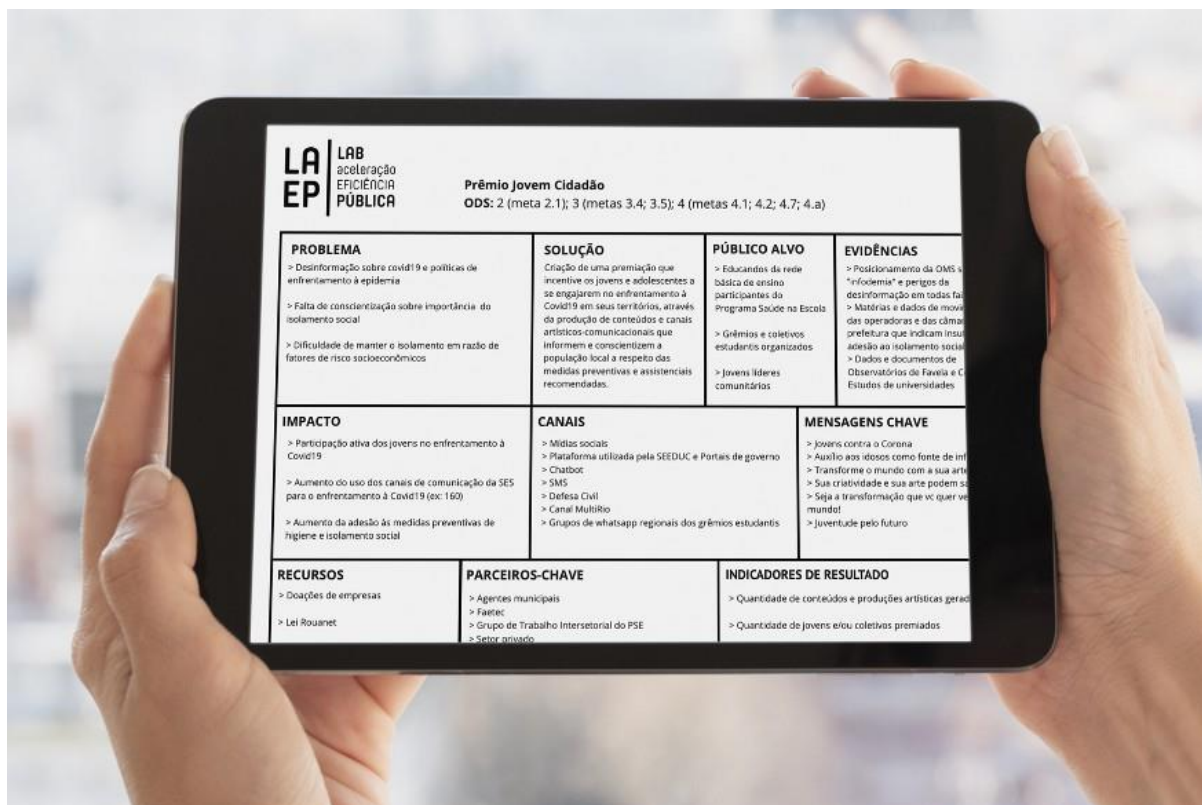 LA
EP
LAB
aceleração
EFICIÊNCIA
PÚBLICA
Prêmio Jovem Cidadão
ODS: 2 (meta 2.1); 3 (metas 3.4; 3.5); 4 (metas 4.1; 4.2; 4.7; 4.a)
PROBLEMA
> Desinformação sobre covid19 e políticas de
enfrentamento à epidemia
> Falta de conscientização sobre importância do
isolamento social
> Dificuldade de manter o isolamento em razão de
fatores de risco socioeconômicos
SOLUÇÃO
Criação de uma premiação que
incentive os jovens e adolescentes a
se engajarem no enfrentamento à
Covid19 em seus territórios, através
da produção de conteúdos e canais
artísticos-comunicacionais que
informem e conscientizem a
população local a respeito das
medidas preventivas e assistenciais
recomendadas.
PÚBLICO ALVO
> Educandos da rede
básica de ensino
participantes do
Programa Saúde na Escola
> Grêmios e coletivos
estudantis organizados
> Jovens líderes
comunitários
EVIDÊNCIAS
> Posicionamento da OMS
"infodemia" e perigos da
desinformação em todas
> Matérias e dados de
das operadoras e das
prefeitura que indicam
adesão ao isolamento social
> Dados e documentos de
Observatórios de Favela e
Estudos de universidades
IMPACTO
> Participação ativa dos jovens no enfrentamento à
Covid19
> Aumento do uso dos canais de comunicação da SES
para o enfrentamento à Covid19 (ex: 160)
> Aumento da adesão às medidas preventivas de
higiene e isolamento social
CANAIS
> Mídias sociais
> Plataforma utilizada pela SEEDUC e Portais de governo
> Chatbot
> SMS
> Defesa Civil
> Canal MultiRio
> Grupos de whatsapp regionais dos grêmios estudantis
MENSAGENS CHAVE
> Jovens contra o Corona
> Auxílio aos idosos como fonte de
> Transforme o mundo com a sua arte
> Sua criatividade e sua arte podem
> Seja a transformação que vc quer
mundo!
> Juventude pelo futuro
RECURSOS
> Doações de empresas
> Lei Rouanet
PARCEIROS-CHAVE
> Agentes municipais
> Faetec
> Grupo de Trabalho Intersetorial do PSE
> Setor privado
INDICADORES DE RESULTADO
> Quantidade de conteúdos e produções artísticas
> Quantidade de jovens e/ou coletivos premiados